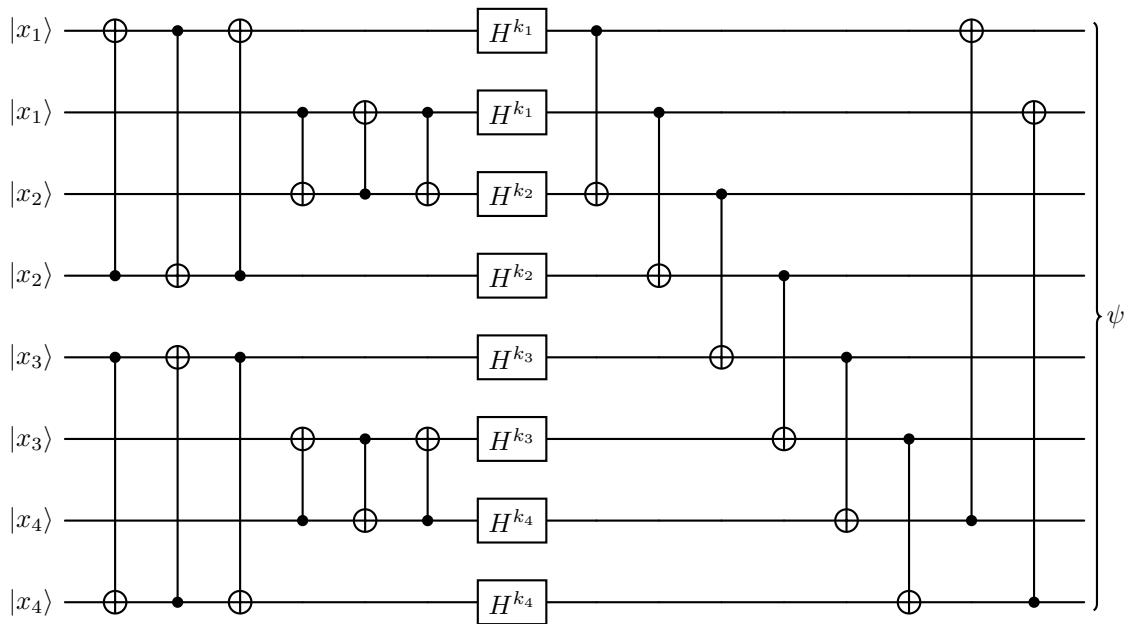 |x₁⟩ H^{k₁}
|x₁⟩ H^{k₁}
|x₂⟩ H^{k₂}
|x₂⟩ H^{k₂}
ψ
|x₃⟩ H^{k₃}
|x₃⟩ H^{k₃}
|x₄⟩ H^{k₄}
|x₄⟩ H^{k₄}